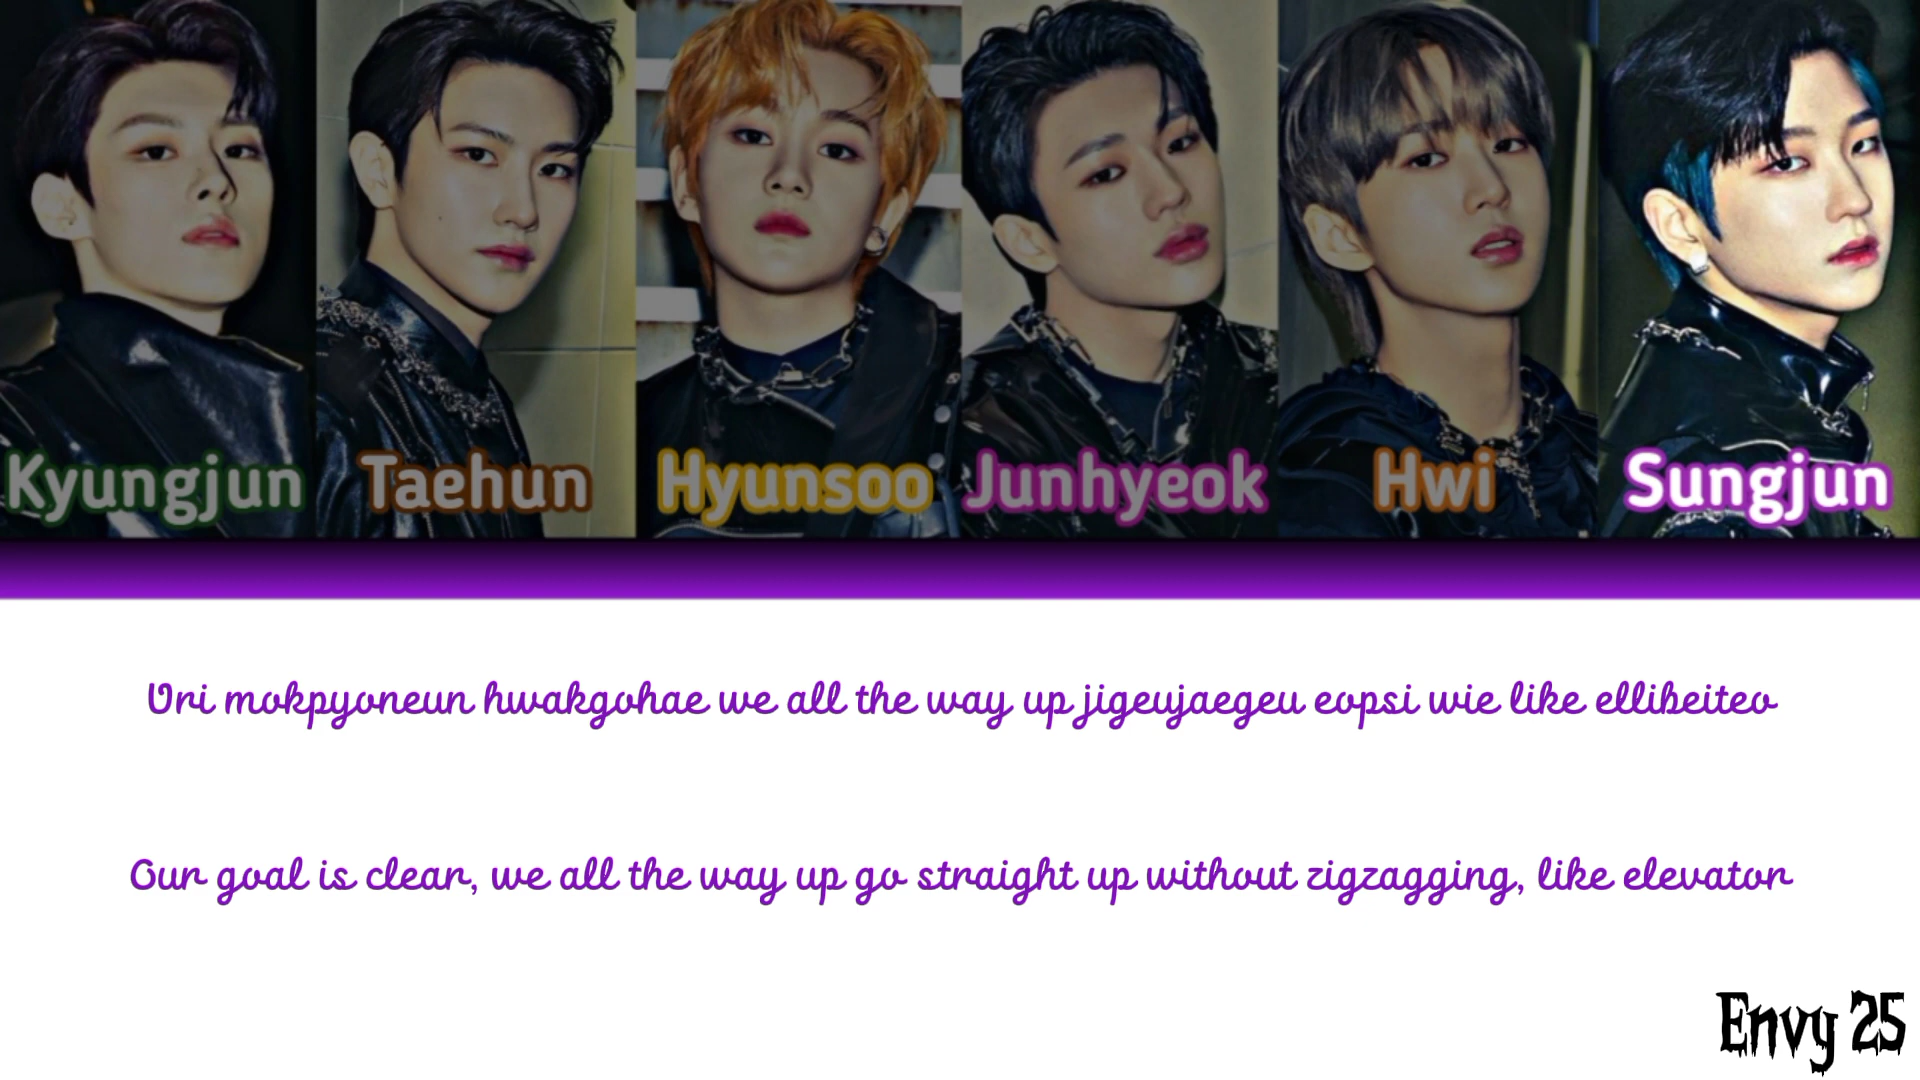 Kyungjun Taehun Hyunsoo Junhyeok Hwi Sungjun
Uri mokpyoneun hwakgohae we all the way up jigeujaegeu eopsi wie like ellibeiteo
Our goal is clear, we all the way up go straight up without zigzagging, like elevator
Envy 25